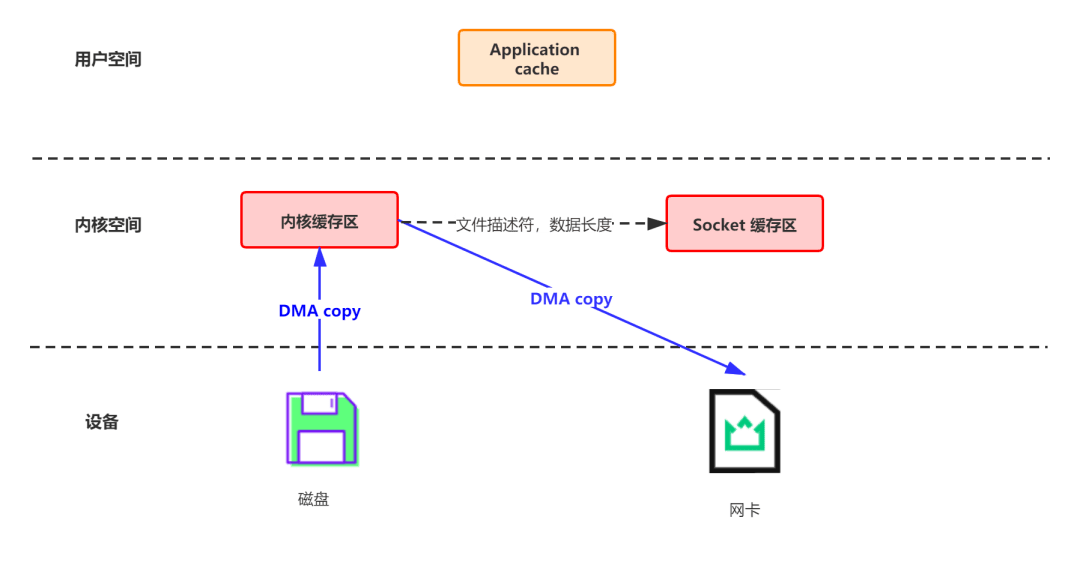 用户空间
Application
cache
内核空间
内核缓存区
文件描述符，数据长度
Socket 缓存区
DMA copy
DMA copy
设备
磁盘
网卡